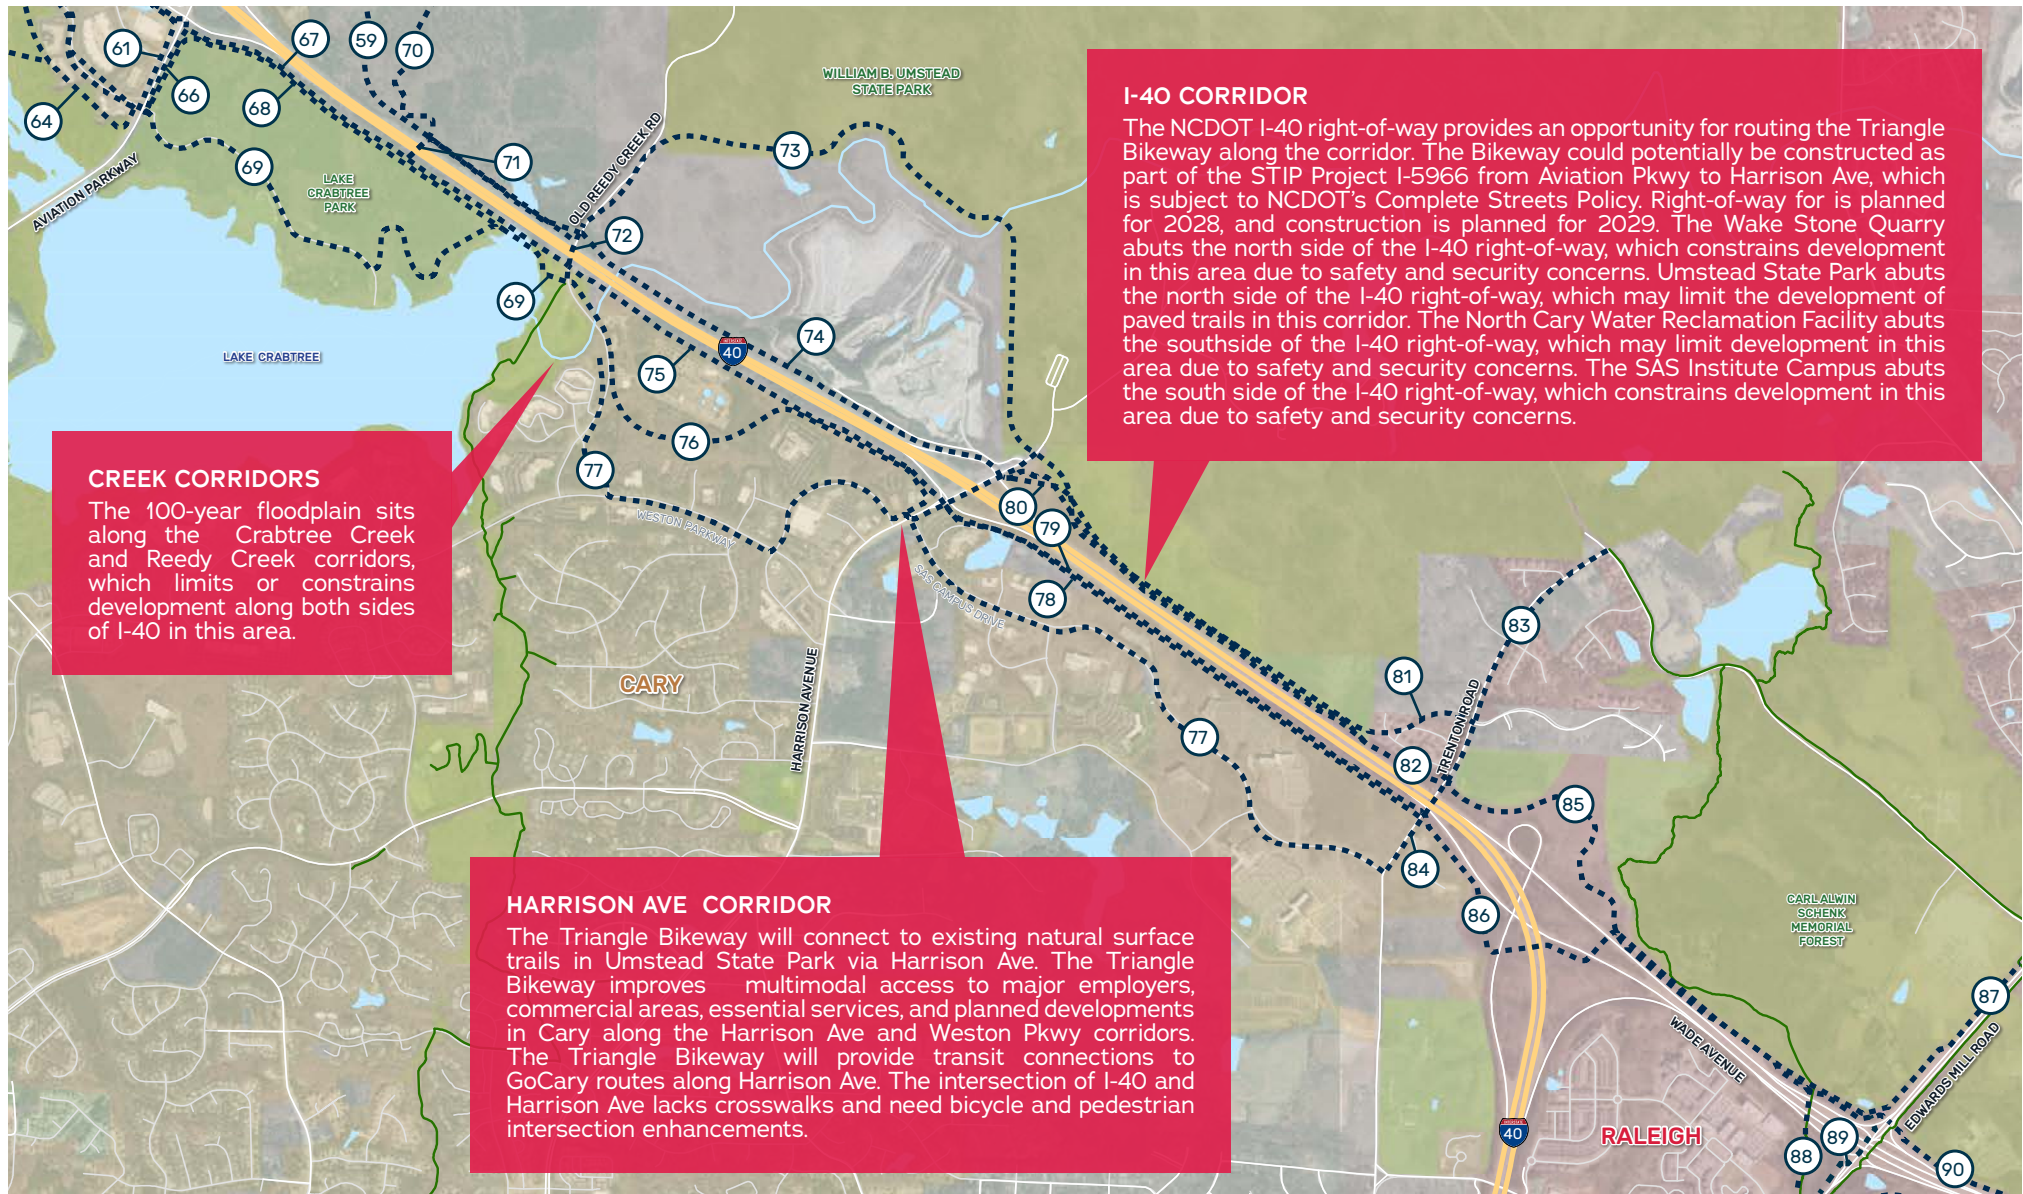 61
67
59
70
66
68
64
WILLIAM B. UMSTEAD
STATE PARK
71
73
69
LAKE
CRABTREE
PARK
AVIATION PARKWAY
OLD REEDY CREEK RD
72
69
LAKE CRABTREE
40
74
75
76
77
WESTON PARKWAY
I-40 CORRIDOR
The NCDOT I-40 right-of-way provides an opportunity for routing the Triangle
Bikeway along the corridor. The Bikeway could potentially be constructed as
part of the STIP Project I-5966 from Aviation Pkwy to Harrison Ave, which
is subject to NCDOT's Complete Streets Policy. Right-of-way for is planned
for 2028, and construction is planned for 2029. The Wake Stone Quarry
abuts the north side of the I-40 right-of-way, which constrains development
in this area due to safety and security concerns. Umstead State Park abuts
the north side of the I-40 right-of-way, which may limit the development of
paved trails in this corridor. The North Cary Water Reclamation Facility abuts
the southside of the I-40 right-of-way, which may limit development in this
area due to safety and security concerns. The SAS Institute Campus abuts
the south side of the I-40 right-of-way, which constrains development in this
area due to safety and security concerns.
CREEK CORRIDORS
The 100-year floodplain sits
along the Crabtree Creek
and Reedy Creek corridors,
which limits or constrains
development along both sides
of I-40 in this area.
80
79
78
SAS CAMPUS DRIVE
83
81
CARY
HARRISON AVENUE
TRENTON ROAD
77
82
85
84
86
HARRISON AVE CORRIDOR
The Triangle Bikeway will connect to existing natural surface
trails in Umstead State Park via Harrison Ave. The Triangle
Bikeway improves multimodal access to major employers,
commercial areas, essential services, and planned developments
in Cary along the Harrison Ave and Weston Pkwy corridors.
The Triangle Bikeway will provide transit connections to
GoCary routes along Harrison Ave. The intersection of I-40 and
Harrison Ave lacks crosswalks and need bicycle and pedestrian
intersection enhancements.
CARL ALWIN
SCHENK
MEMORIAL
FOREST
87
WADE AVENUE
EDWARDS MILL ROAD
INTERSTATE
40
RALEIGH
89
88
90